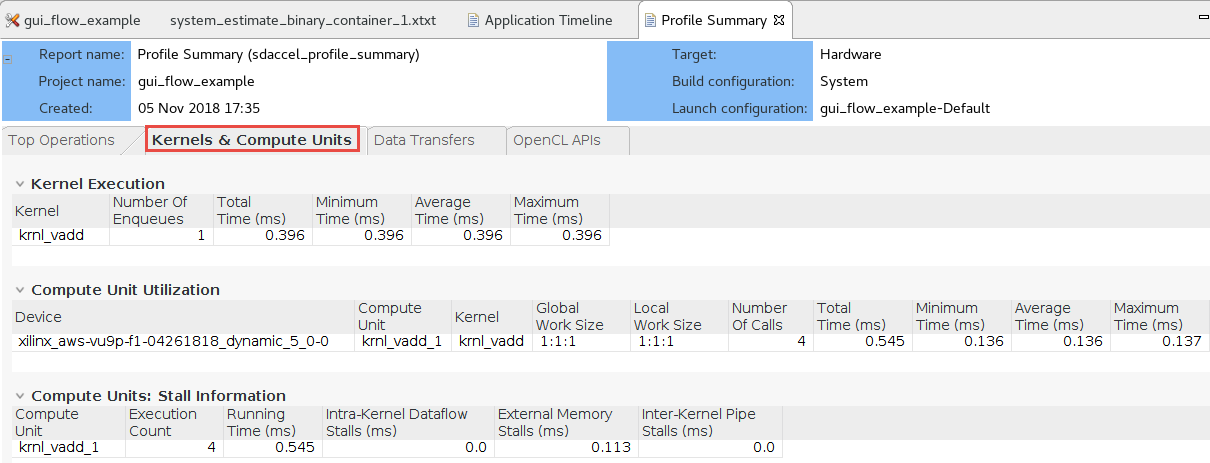 gui_flow_example system_estimate_binary_container_1.xtxt Application Timeline Profile Summary
Report name: Profile Summary (sdaccel_profile_summary) Target: Hardware
Project name: gui_flow_example Build configuration: System
Created: 05 Nov 2018 17:35 Launch configuration: gui_flow_example-Default
Top Operations Kernels & Compute Units Data Transfers OpenCL APIs
Kernel Execution
Kernel Number Of Enqueues Total Time (ms) Minimum Time (ms) Average Time (ms) Maximum Time (ms)
krnl_vadd 1 0.396 0.396 0.396 0.396
Compute Unit Utilization
Device Compute Unit Kernel Global Work Size Local Work Size Number Of Calls Total Time (ms) Minimum Time (ms) Average Time (ms) Maximum Time (ms)
xilinx_aws-vu9p-f1-04261818_dynamic_5_0-0 krnl_vadd_1 krnl_vadd 1:1:1 1:1:1 4 0.545 0.136 0.136 0.137
Compute Units: Stall Information
Compute Unit Execution Count Running Time (ms) Intra-Kernel Dataflow Stalls (ms) External Memory Stalls (ms) Inter-Kernel Pipe Stalls (ms)
krnl_vadd_1 4 0.545 0.0 0.113 0.0